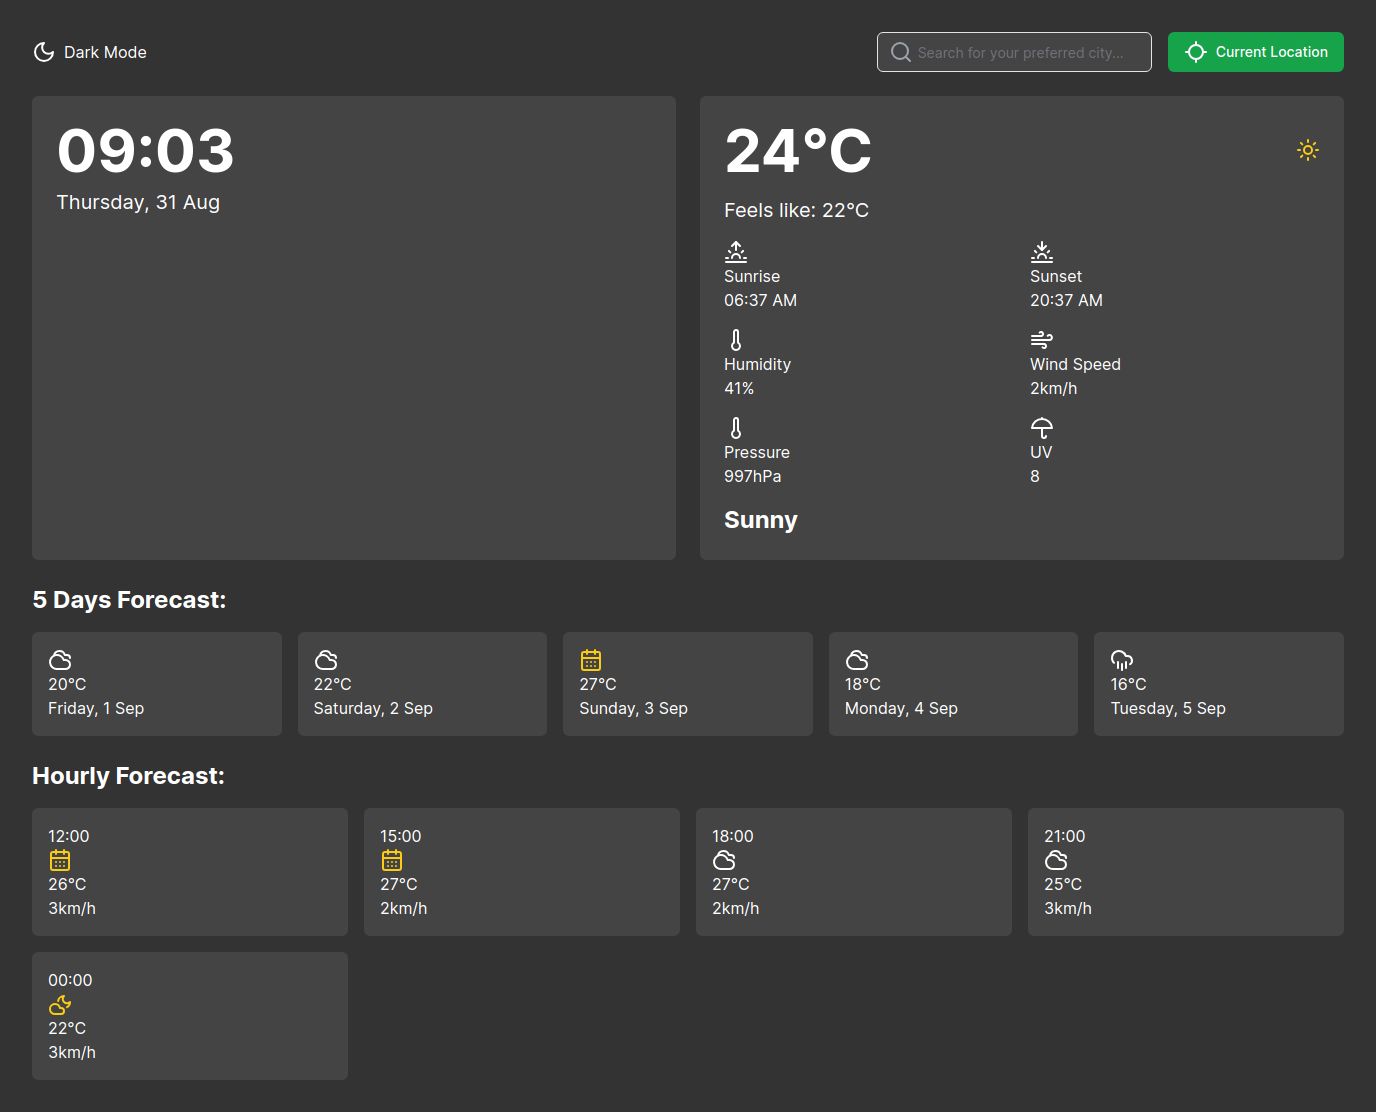 Dark Mode
Search for your preferred city...
Current Location
09:03
Thursday, 31 Aug
24°C
Feels like: 22°C
Sunrise
06:37 AM
Sunset
20:37 AM
Humidity
41%
Wind Speed
2km/h
Pressure
997hPa
UV
8
Sunny
5 Days Forecast:
20°C
Friday, 1 Sep
22°C
Saturday, 2 Sep
27°C
Sunday, 3 Sep
18°C
Monday, 4 Sep
16°C
Tuesday, 5 Sep
Hourly Forecast:
12:00
26°C
3km/h
15:00
27°C
2km/h
18:00
27°C
2km/h
21:00
25°C
3km/h
00:00
22°C
3km/h